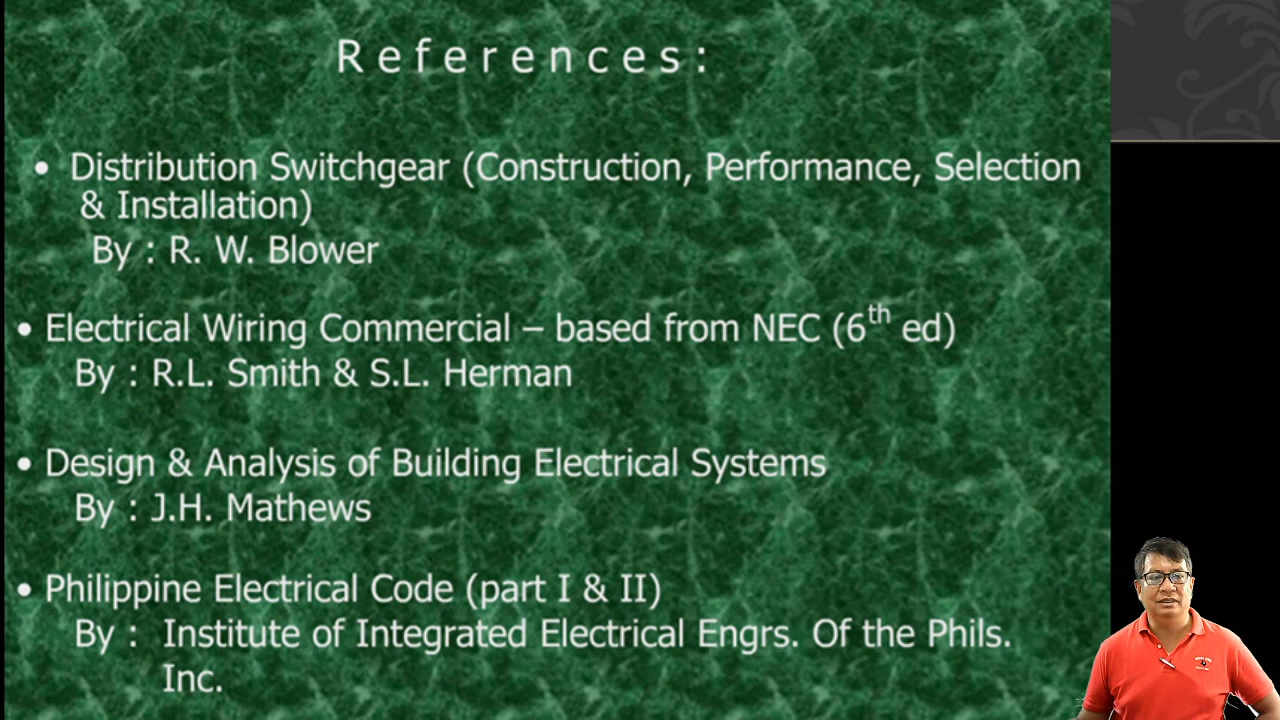 References:
• Distribution Switchgear (Construction, Performance, Selection
& Installation)
By : R. W. Blower
• Electrical Wiring Commercial – based from NEC (6th ed)
By : R.L. Smith & S.L. Herman
• Design & Analysis of Building Electrical Systems
By : J.H. Mathews
• Philippine Electrical Code (part I & II)
By : Institute of Integrated Electrical Engrs. Of the Phils.
Inc.